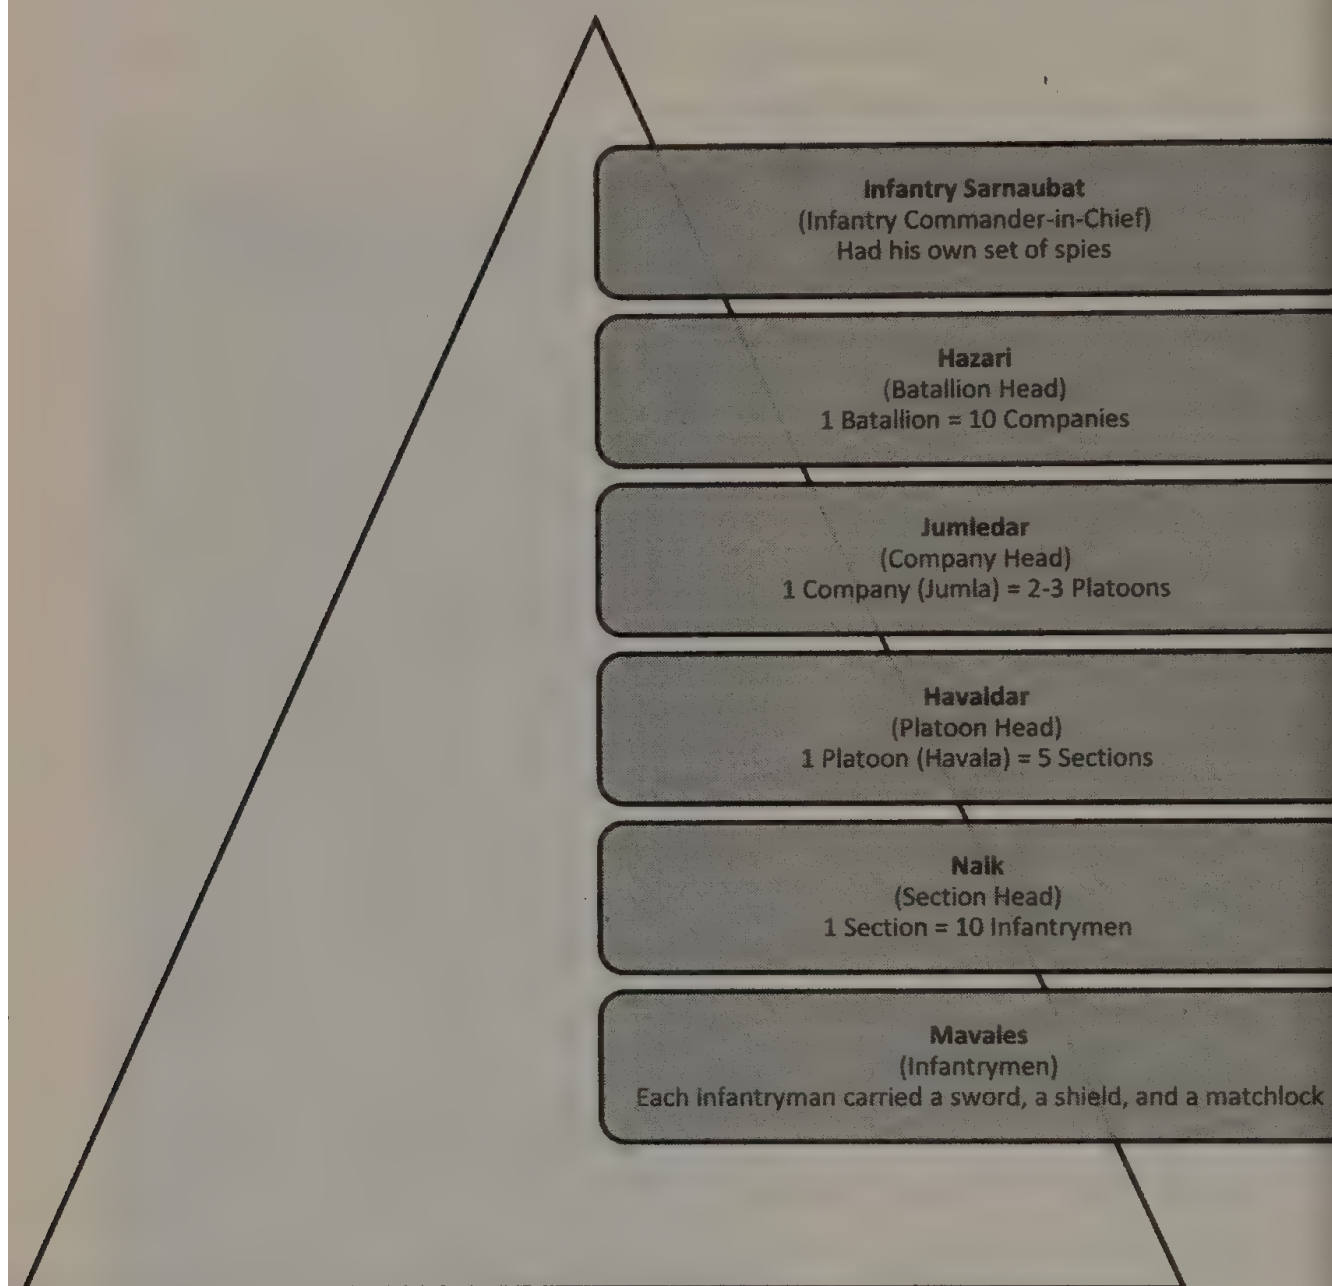 Infantry Sarnaubat
(Infantry Commander-in-Chief)
Had his own set of spies
Hazari
(Batallion Head)
1 Batallion = 10 Companies
Jumledar
(Company Head)
1 Company (Jumla) = 2-3 Platoons
Havaldar
(Platoon Head)
1 Platoon (Havala) = 5 Sections
Naik
(Section Head)
1 Section = 10 Infantrymen
Mavales
(Infantrymen)
Each infantryman carried a sword, a shield, and a matchlock